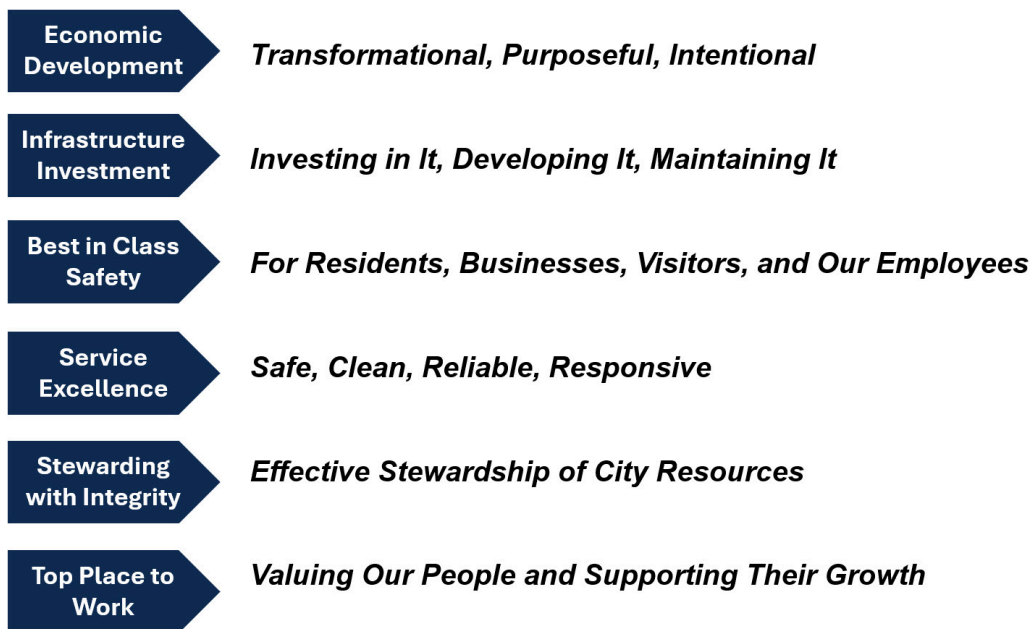 Economic
Development
Transformational, Purposeful, Intentional
Infrastructure
Investment
Investing in It, Developing It, Maintaining It
Best in Class
Safety
For Residents, Businesses, Visitors, and Our Employees
Service
Excellence
Safe, Clean, Reliable, Responsive
Stewarding
with Integrity
Effective Stewardship of City Resources
Top Place to
Work
Valuing Our People and Supporting Their Growth